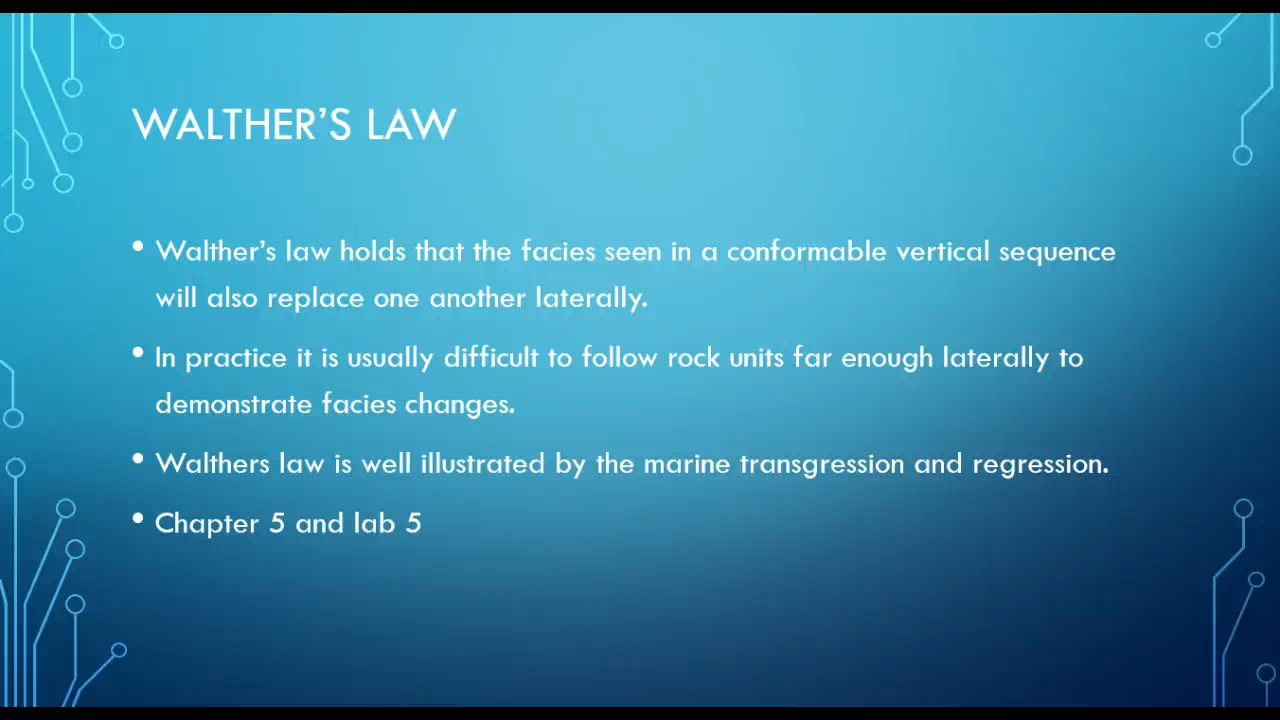 WALTHER’S LAW
• Walther’s law holds that the facies seen in a conformable vertical sequence
will also replace one another laterally.
• In practice it is usually difficult to follow rock units far enough laterally to
demonstrate facies changes.
• Walthers law is well illustrated by the marine transgression and regression.
• Chapter 5 and lab 5